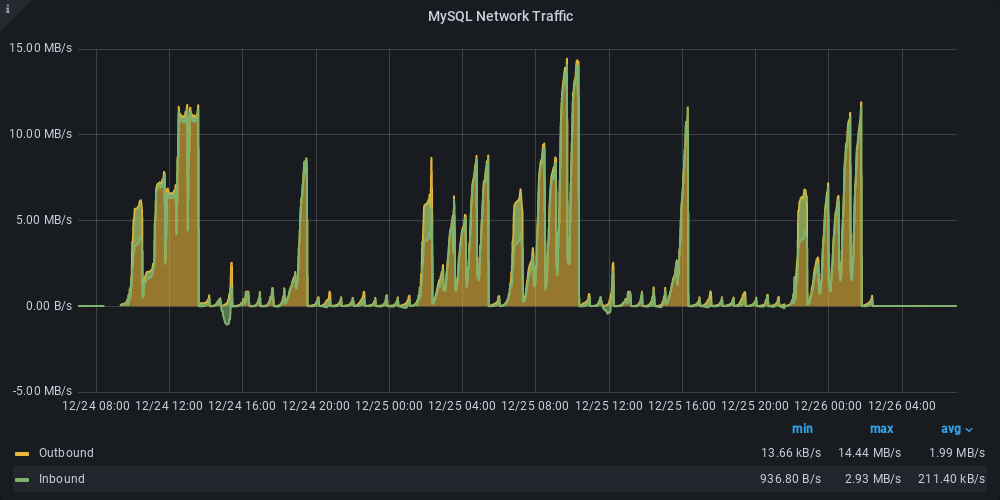 i
MySQL Network Traffic
15.00 MB/s
10.00 MB/s
5.00 MB/s
0.00 B/s
-5.00 MB/s
12/24 08:00 12/24 12:00 12/24 16:00 12/24 20:00 12/25 00:00 12/25 04:00 12/25 08:00 12/25 12:00 12/25 16:00 12/25 20:00 12/26 00:00 12/26 04:00
min max avg
Outbound 13.66 kB/s 14.44 MB/s 1.99 MB/s
Inbound 936.80 B/s 2.93 MB/s 211.40 kB/s